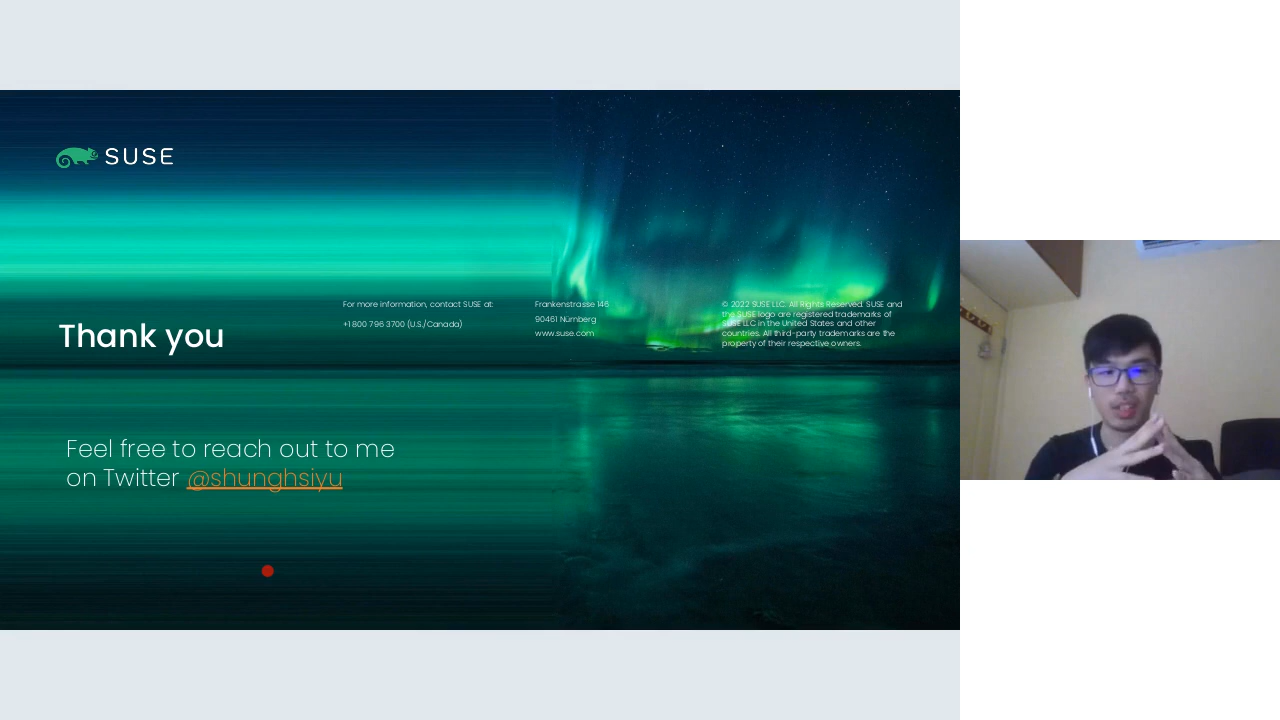 SUSE
For more information, contact SUSE at:
+1 800 796 3700 (U.S./Canada)
Frankenstrasse 146
90461 Nürnberg
www.suse.com
© 2022 SUSE LLC. All Rights Reserved. SUSE and
the SUSE logo are registered trademarks of
SUSE LLC in the United States and other
countries. All third-party trademarks are the
property of their respective owners.
Thank you
Feel free to reach out to me
on Twitter @shunghsiyu